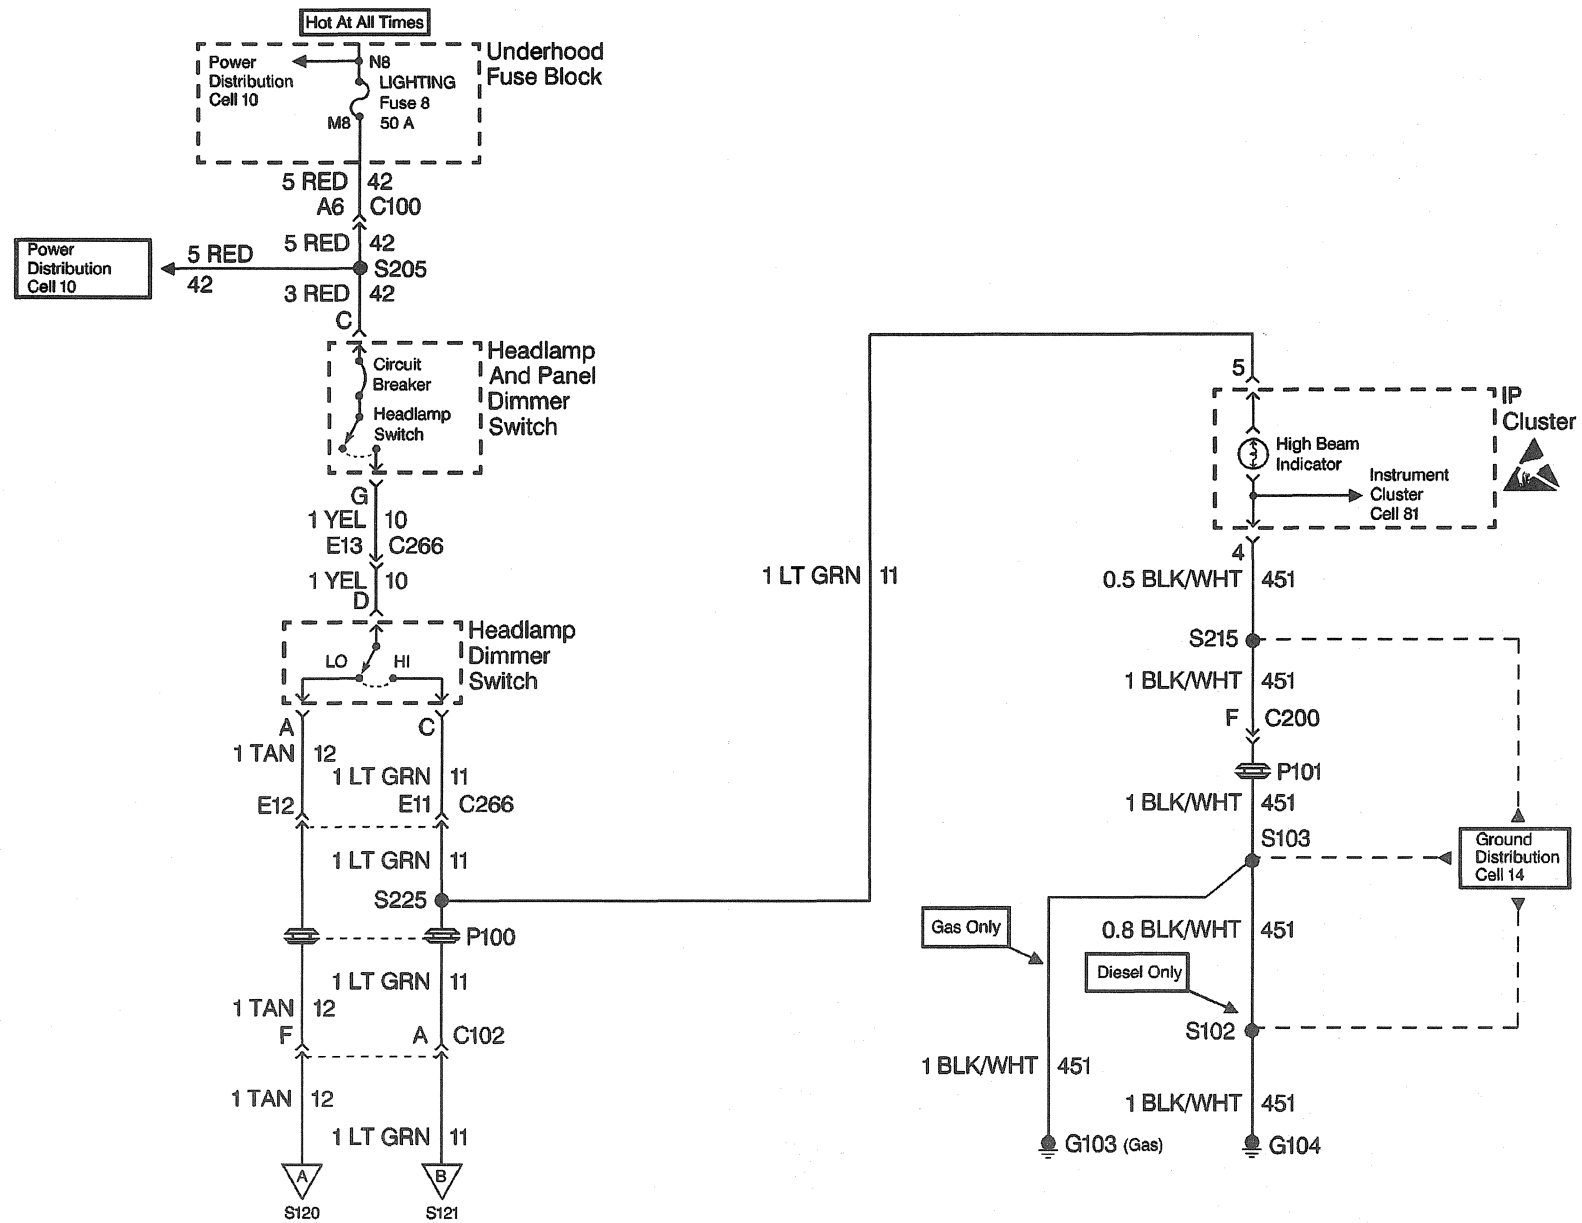 Hot At All Times
Underhood
Fuse Block
Power
Distribution
Cell 10
N8
LIGHTING
Fuse 8
50 A
M8
5 RED 42
A6 C100
5 RED 42
Power
Distribution
Cell 10
5 RED
42
S205
3 RED 42
C
Headlamp
And Panel
Dimmer
Switch
Circuit
Breaker
Headlamp
Switch
G
1 YEL 10
E13 C266
1 YEL 10
D
Headlamp
Dimmer
Switch
LO HI
A
C
1 TAN 12
1 LT GRN 11
E12
E11 C266
1 LT GRN 11
S225
P100
1 LT GRN 11
1 TAN 12
F
A C102
1 TAN 12
1 LT GRN 11
A
B
S120
S121
1 LT GRN 11
5
IP
Cluster
High Beam
Indicator
Instrument
Cluster
Cell 81
4
0.5 BLK/WHT 451
S215
1 BLK/WHT 451
F C200
P101
1 BLK/WHT 451
S103
Ground
Distribution
Cell 14
Gas Only
0.8 BLK/WHT 451
Diesel Only
S102
1 BLK/WHT 451
1 BLK/WHT 451
G103 (Gas)
G104